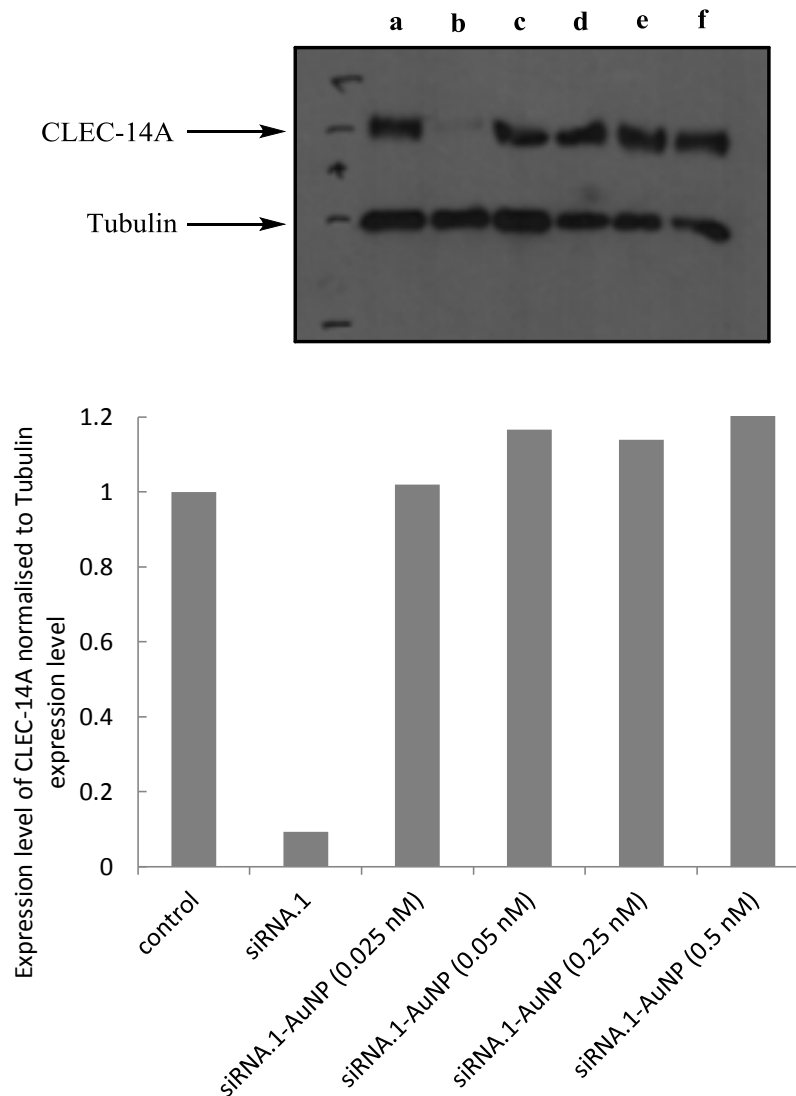 a b c d e f
CLEC-14A
Tubulin
Expression level of CLEC-14A normalised to Tubulin
expression level
1.2
1
0.8
0.6
0.4
0.2
0
control
siRNA.1
siRNA.1-AuNP (0.025 nM)
siRNA.1-AuNP (0.05 nM)
siRNA.1-AuNP (0.25 nM)
siRNA.1-AuNP (0.5 nM)